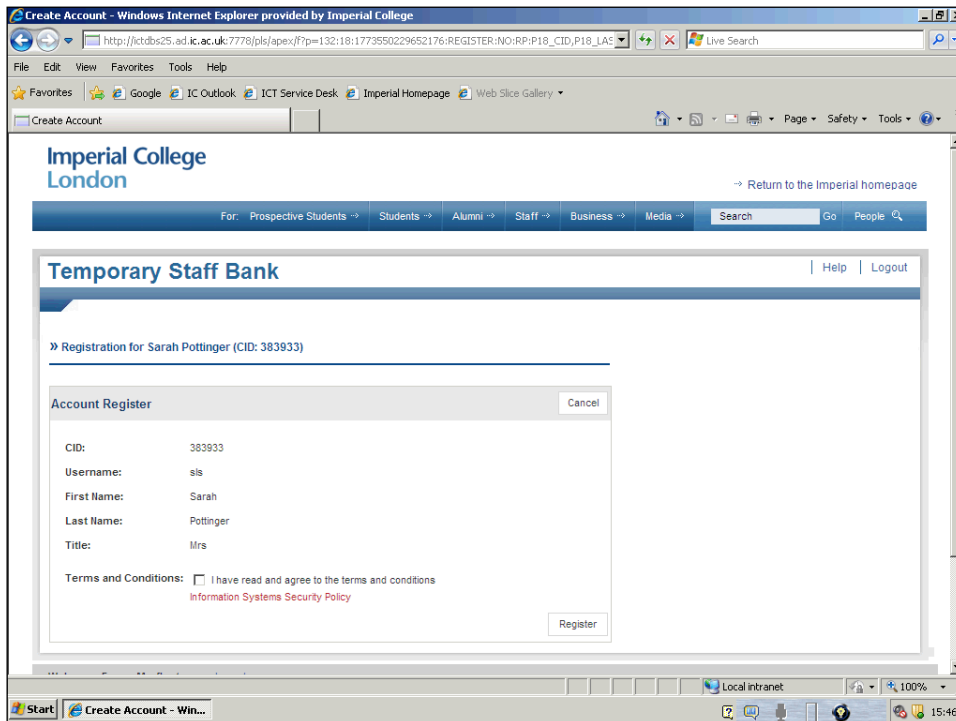 Create Account - Windows Internet Explorer provided by Imperial College
http://ictdbs25.ad.ic.ac.uk:7778/pls/apex/f?p=132:18:1773550229652176:REGISTER:NO:RP:P18_CID,P18_LAS
Live Search
File Edit View Favorites Tools Help
Favorites Google IC Outlook ICT Service Desk Imperial Homepage Web Slice Gallery
Create Account
Page Safety Tools
Imperial College
London
Return to the Imperial homepage
For: Prospective Students Students Alumni Staff Business Media Search Go People
Temporary Staff Bank
Help Logout
» Registration for Sarah Pottinger (CID: 383933)
Account Register Cancel
CID: 383933
Username: sls
First Name: Sarah
Last Name: Pottinger
Title: Mrs
Terms and Conditions: I have read and agree to the terms and conditions
Information Systems Security Policy
Register
Local intranet 100%
Start Create Account - Win... 15:46